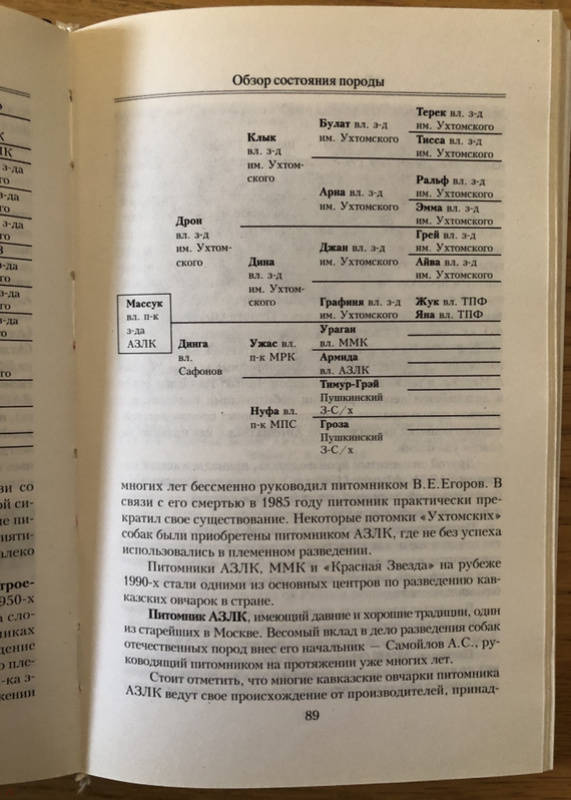 Обзор состояния породы
Терек вл. з-д
им. Ухтомского
Булат вл. з-д
им. Ухтомского
Тисса вл. з-д
им. Ухтомского
Клык
вл. з-д
им. Ухтом-
ского
Ральф вл. з-д
им. Ухтомского
Арна вл. з-д
им. Ухтомского
Эмма вл. з-д
им. Ухтомского
Дрон
вл. з-д
им. Ухтом-
ского
Грей вл. з-д
им. Ухтомского
Джан вл. з-д
им. Ухтомского
Айва вл. з-д
им. Ухтомского
Дина
вл. з-д
им. Ухтом-
ского
Графиня вл. з-д
им. Ухтомского
Жук вл. ТПФ
Яна вл. ТПФ
Массук
вл. п-к
з-да
АЗЛК
Динга
вл.
Сафонов
Ужас вл.
п-к МРК
Ураган
вл. ММК
Армида
вл. АЗЛК
Нуфа вл.
п-к МПС
Тимур-Грэй
Пушкинский
З-С/х
Гроза
Пушкинский
З-С/х
многих лет бессменно руководил питомником В.Е.Егоров. В
связи с его смертью в 1985 году питомник практически пре-
кратил свое существование. Некоторые потомки «Ухтомских»
собак были приобретены питомником АЗЛК, где не без успеха
использовались в племенном разведении.
Питомники АЗЛК, ММК и «Красная Звезда» на рубеже
1990-х стали одними из основных центров по разведению кав-
казских овчарок в стране.
Питомник АЗЛК, имеющий давние и хорошие традиции, один
из старейших в Москве. Весомый вклад в дело разведения собак
отечественных пород внес его начальник — Самойлов А.С., ру-
ководящий питомником на протяжении уже многих лет.
Стоит отметить, что многие кавказские овчарки питомника
АЗЛК ведут свое происхождение от производителей, принад-
89